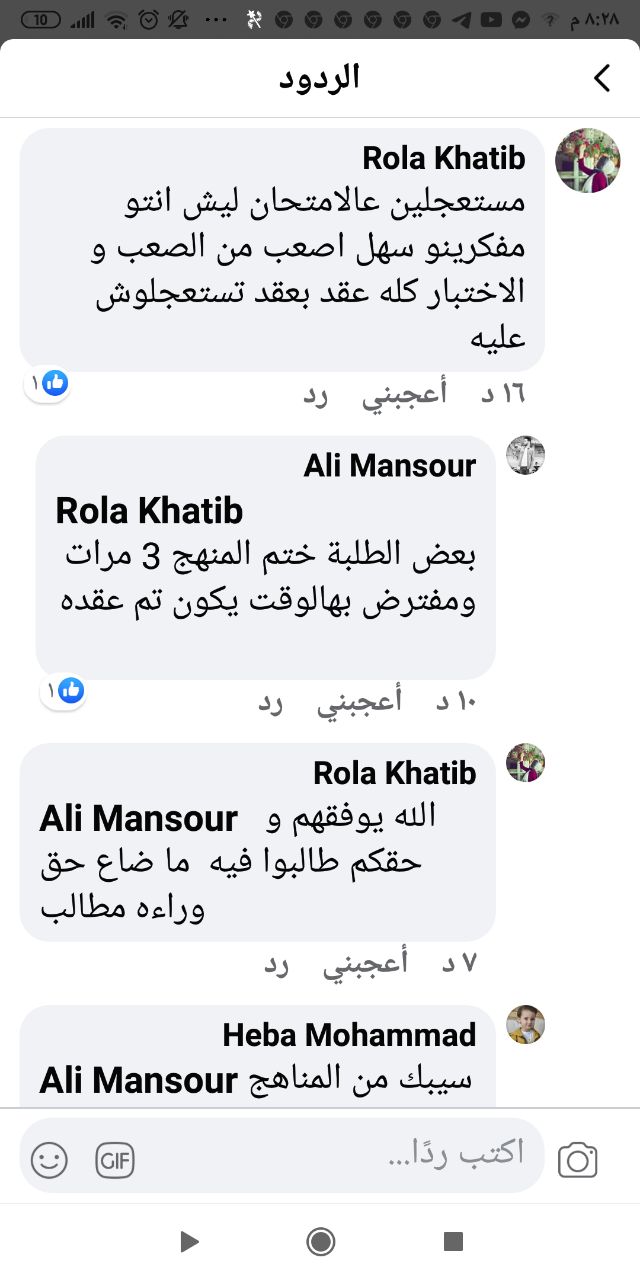 10 ... ٨:٢٨ م
الردود
Rola Khatib
مستعجلين عالامتحان ليش انتو
مفكرينو سهل اصعب من الصعب و
الاختبار كله عقد بعقد تستعجلوش
عليه
١٦ د أعجبني رد ١
Ali Mansour
Rola Khatib
بعض الطلبة ختم المنهج 3 مرات
ومفترض بهالوقت يكون تم عقده
١٠ د أعجبني رد ١
Rola Khatib
Ali Mansour الله يوفقهم و
حقكم طالبوا فيه ما ضاع حق
وراءه مطالب
٧ د أعجبني رد
Heba Mohammad
Ali Mansour سيبك من المناهج
اكتب ردًا...
GIF